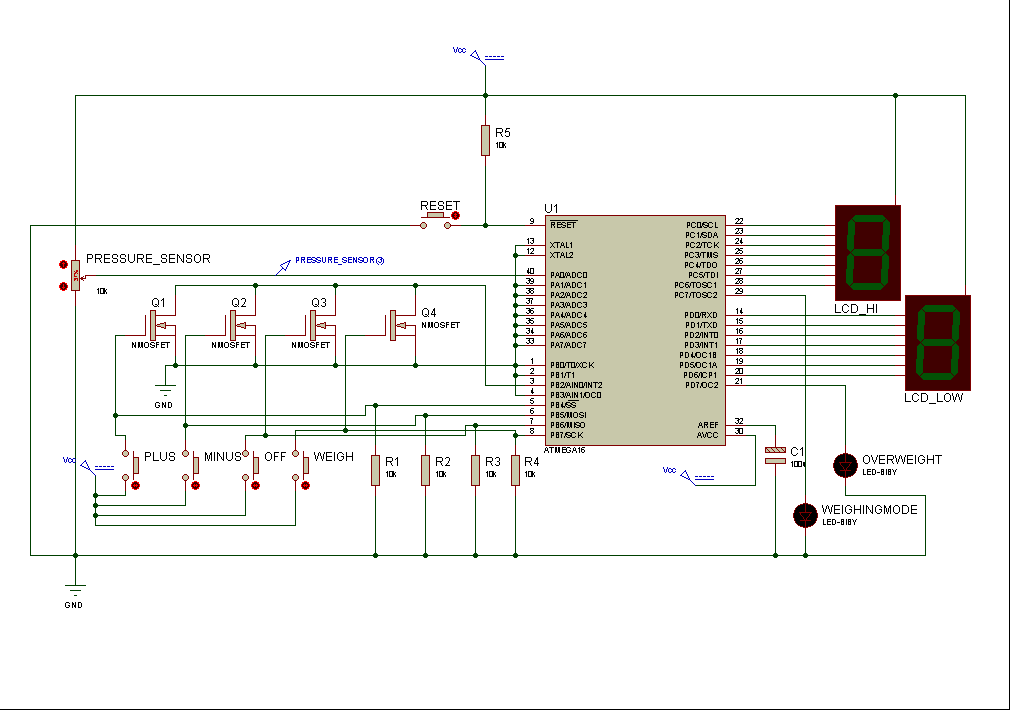 Vcc
R5
10k
RESET
U1
9
RESET
13
XTAL1
12
XTAL2
40
PA0/ADC0
39
PA1/ADC1
38
PA2/ADC2
37
PA3/ADC3
36
PA4/ADC4
35
PA5/ADC5
34
PA6/ADC6
33
PA7/ADC7
1
PB0/T0/XCK
2
PB1/T1
3
PB2/AIN0/INT2
4
PB3/AIN1/OC0
5
PB4/SS
6
PB5/MOSI
7
PB6/MISO
8
PB7/SCK
ATMEGA16
PC0/SCL
22
PC1/SDA
23
PC2/TCK
24
PC3/TMS
25
PC4/TDO
26
PC5/TDI
27
PC6/TOSC1
28
PC7/TOSC2
29
PD0/RXD
14
PD1/TXD
15
PD2/INT0
16
PD3/INT1
17
PD4/OC1B
18
PD5/OC1A
19
PD6/ICP1
20
PD7/OC2
21
AREF
32
AVCC
30
LCD_HI
LCD_LOW
PRESSURE_SENSOR
10k
PRESSURE_SENSOR(3)
Q1
NMOSFET
Q2
NMOSFET
Q3
NMOSFET
Q4
NMOSFET
GND
Vcc
PLUS
MINUS
OFF
WEIGH
R1
10k
R2
10k
R3
10k
R4
10k
Vcc
C1
OVERWEIGHT
LED-BIBY
WEIGHINGMODE
LED-BIBY
GND